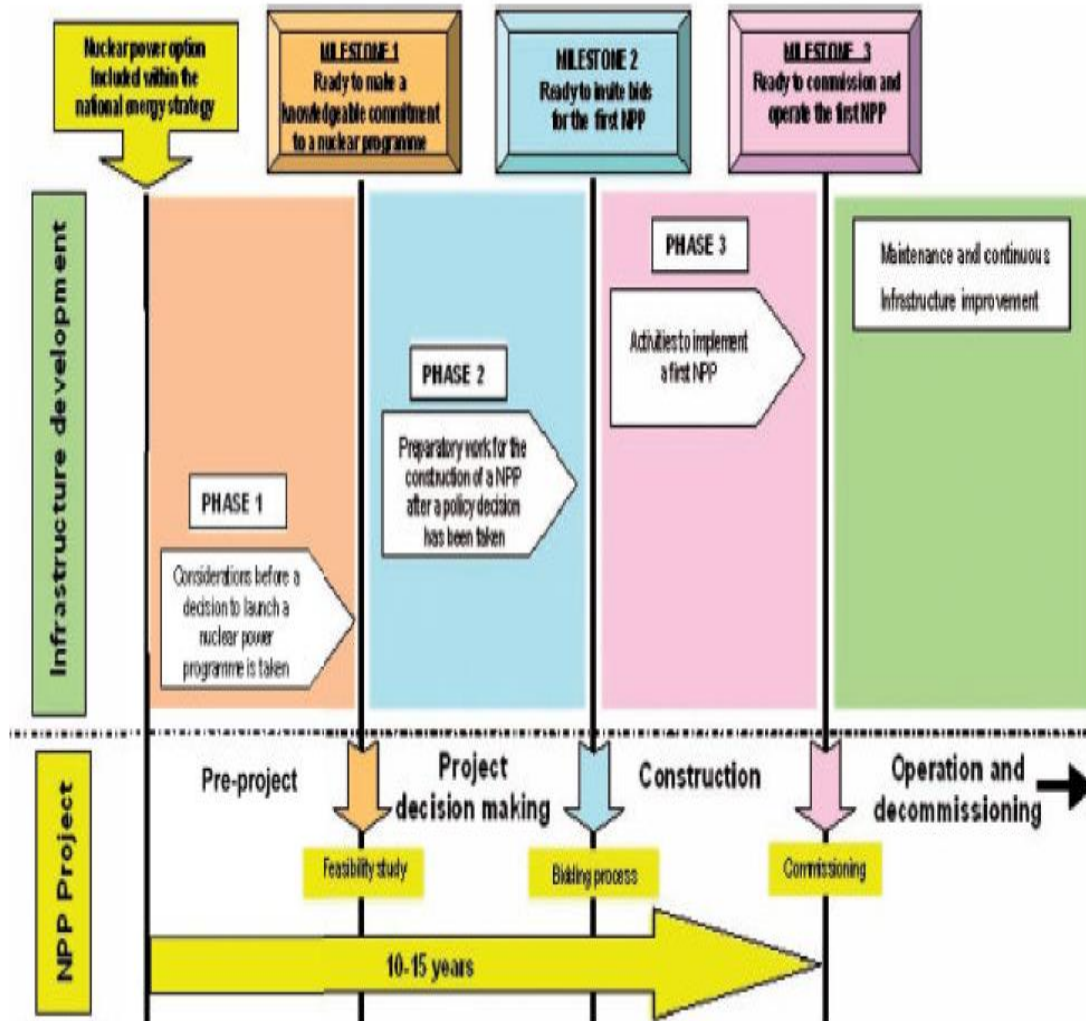 Nuclear power option
Included within the
national energy strategy
MILESTONE 1
Ready to make a
knowledgeable commitment
to a nuclear programme
MILESTONE 2
Ready to invite bids
for the first NPP
MILESTONE 3
Ready to commission and
operate the first NPP
Infrastructure development
PHASE 1
Considerations before a
decision to launch a
nuclear power
programme is taken
PHASE 2
Preparatory work for the
construction of a NPP
after a policy decision
has been taken
PHASE 3
Activities to implement
a first NPP
Maintenance and continuous
Infrastructure improvement
NPP Project
Pre-project
Project
decision making
Construction
Operation and
decommissioning
Feasibility study
Bidding process
Commissioning
10-15 years